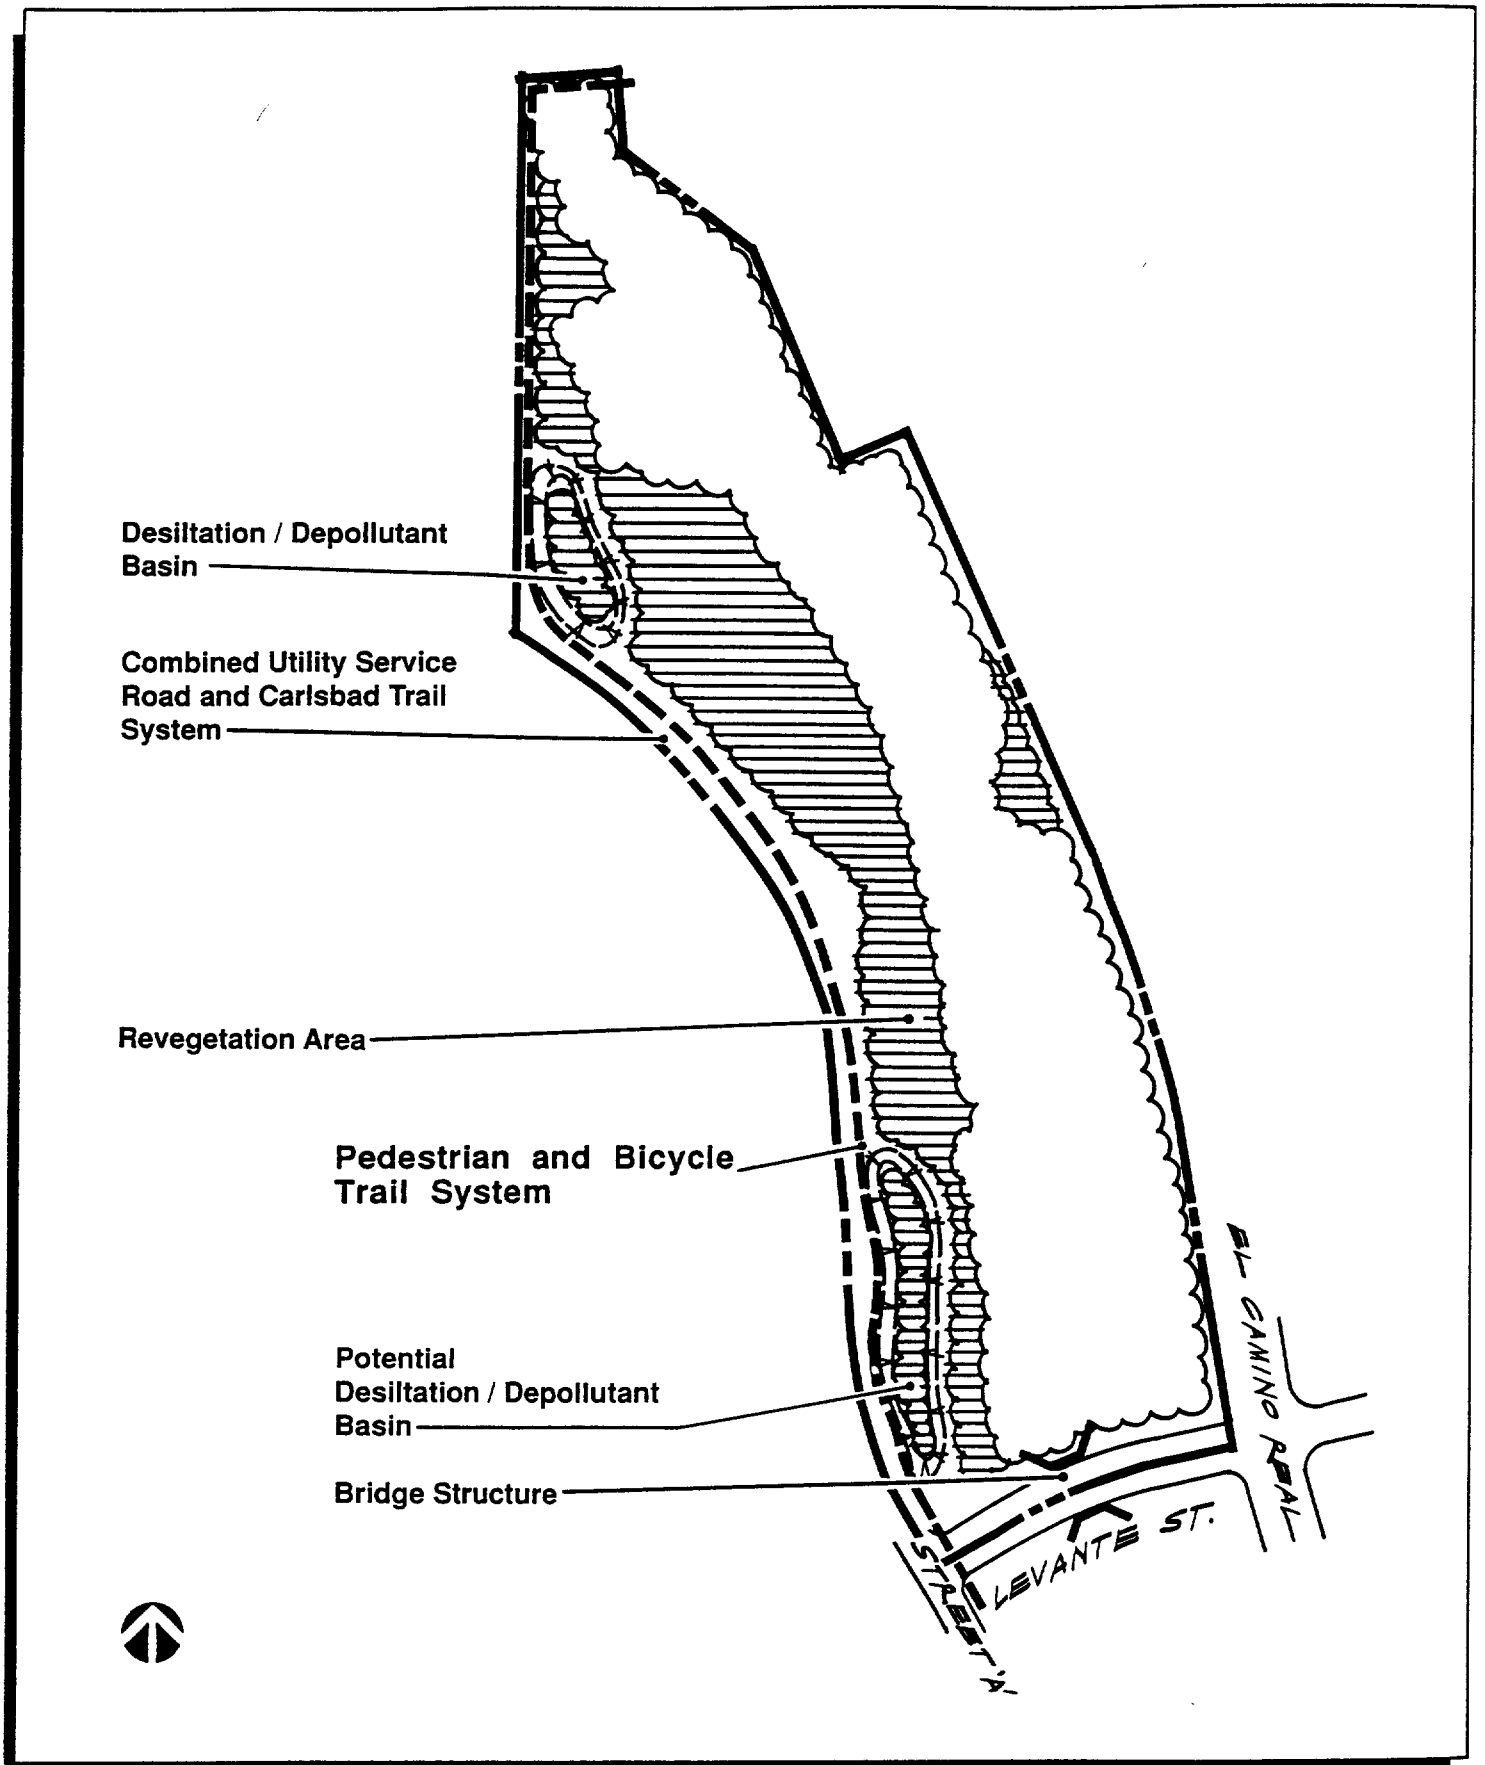 Desiltation / Depollutant
Basin
Combined Utility Service
Road and Carlsbad Trail
System
Revegetation Area
Pedestrian and Bicycle
Trail System
Potential
Desiltation / Depollutant
Basin
Bridge Structure
EL CAMINO REAL
LEVANTE ST.
STREET 'A'